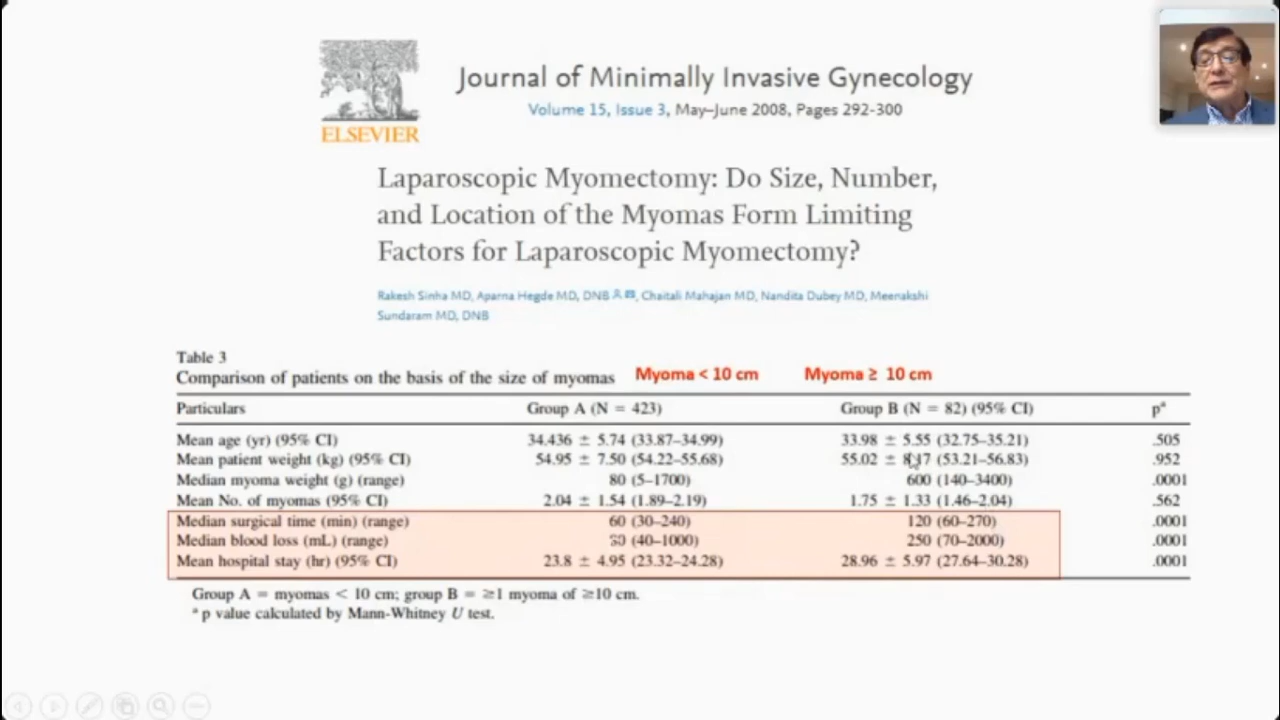 ELSEVIER
Journal of Minimally Invasive Gynecology
Volume 15, Issue 3, May–June 2008, Pages 292-300
Laparoscopic Myomectomy: Do Size, Number,
and Location of the Myomas Form Limiting
Factors for Laparoscopic Myomectomy?
Rakesh Sinha MD, Aparna Hegde MD, DNB, Chaitali Mahajan MD, Nandita Dubey MD, Meenakshi
Sundaram MD, DNB
Table 3
Comparison of patients on the basis of the size of myomas Myoma < 10 cm Myoma ≥ 10 cm
Particulars Group A (N = 423) Group B (N = 82) (95% CI) pᵃ
Mean age (yr) (95% CI) 34.436 ± 5.74 (33.87–34.99) 33.98 ± 5.55 (32.75–35.21) .505
Mean patient weight (kg) (95% CI) 54.95 ± 7.50 (54.22–55.68) 55.02 ± (53.21–56.83) .952
Median myoma weight (g) (range) 80 (5–1700) 600 (140–3400) .0001
Mean No. of myomas (95% CI) 2.04 ± 1.54 (1.89–2.19) 1.75 ± 1.33 (1.46–2.04) .562
Median surgical time (min) (range) 60 (30–240) 120 (60–270) .0001
Median blood loss (mL) (range) (40–1000) 250 (70–2000) .0001
Mean hospital stay (hr) (95% CI) 23.8 ± 4.95 (23.32–24.28) 28.96 ± 5.97 (27.64–30.28) .0001
Group A = myomas < 10 cm; group B = ≥1 myoma of ≥10 cm.
ᵃ p value calculated by Mann-Whitney U test.